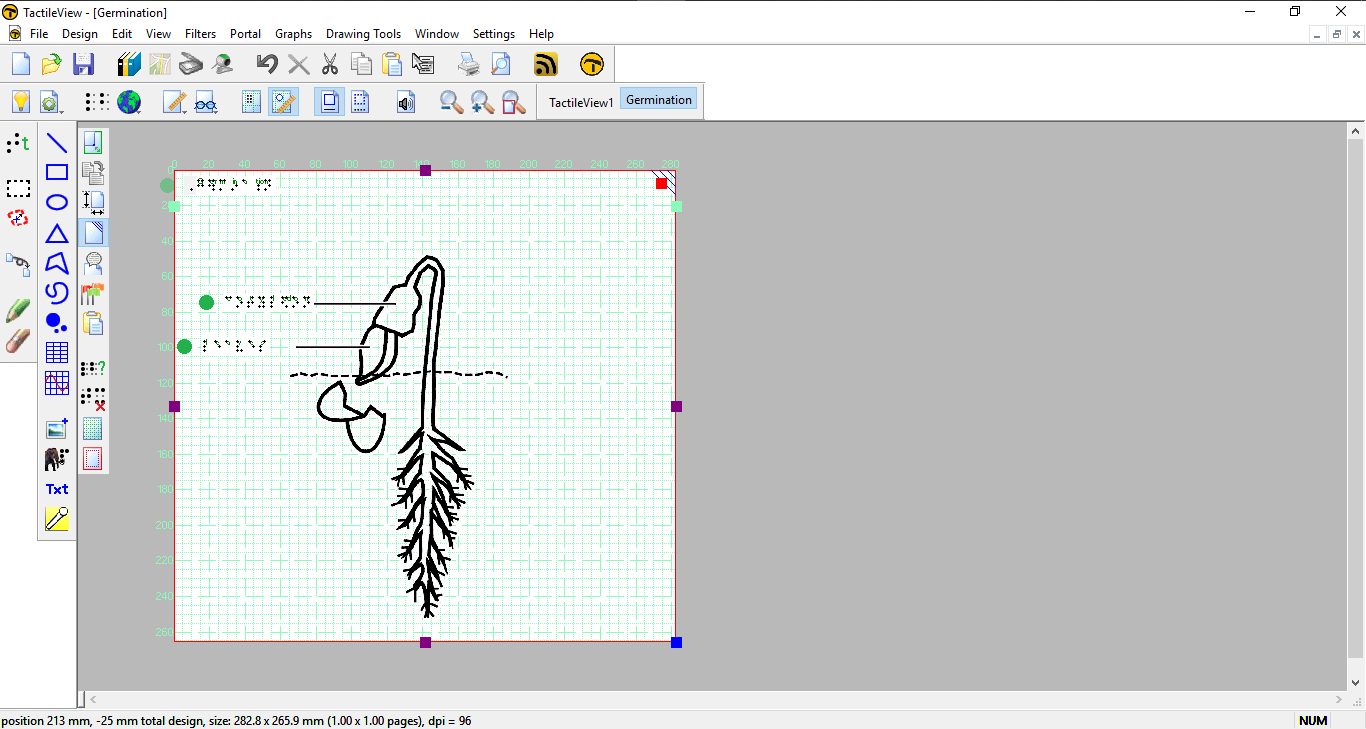 TactileView - [Germination]
File Design Edit View Filters Portal Graphs Drawing Tools Window Settings Help
TactileView1 Germination
t
0 20 40 60 80 100 120 140 160 180 200 220 240 260 280
20
40
60
80
100
120
140
160
180
200
220
240
260
?
Txt
position 213 mm, -25 mm total design, size: 282.8 x 265.9 mm (1.00 x 1.00 pages), dpi = 96
NUM